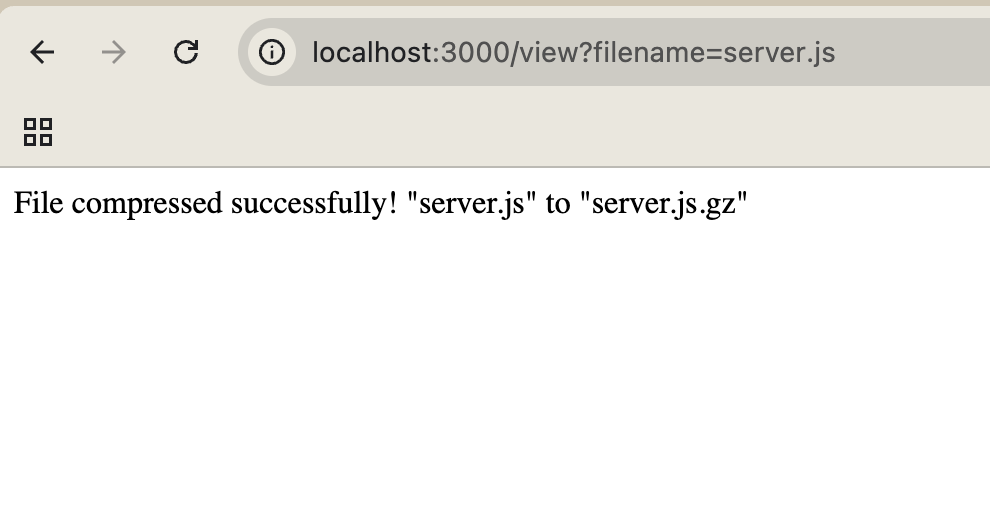 localhost:3000/view?filename=server.js
File compressed successfully! "server.js" to "server.js.gz"